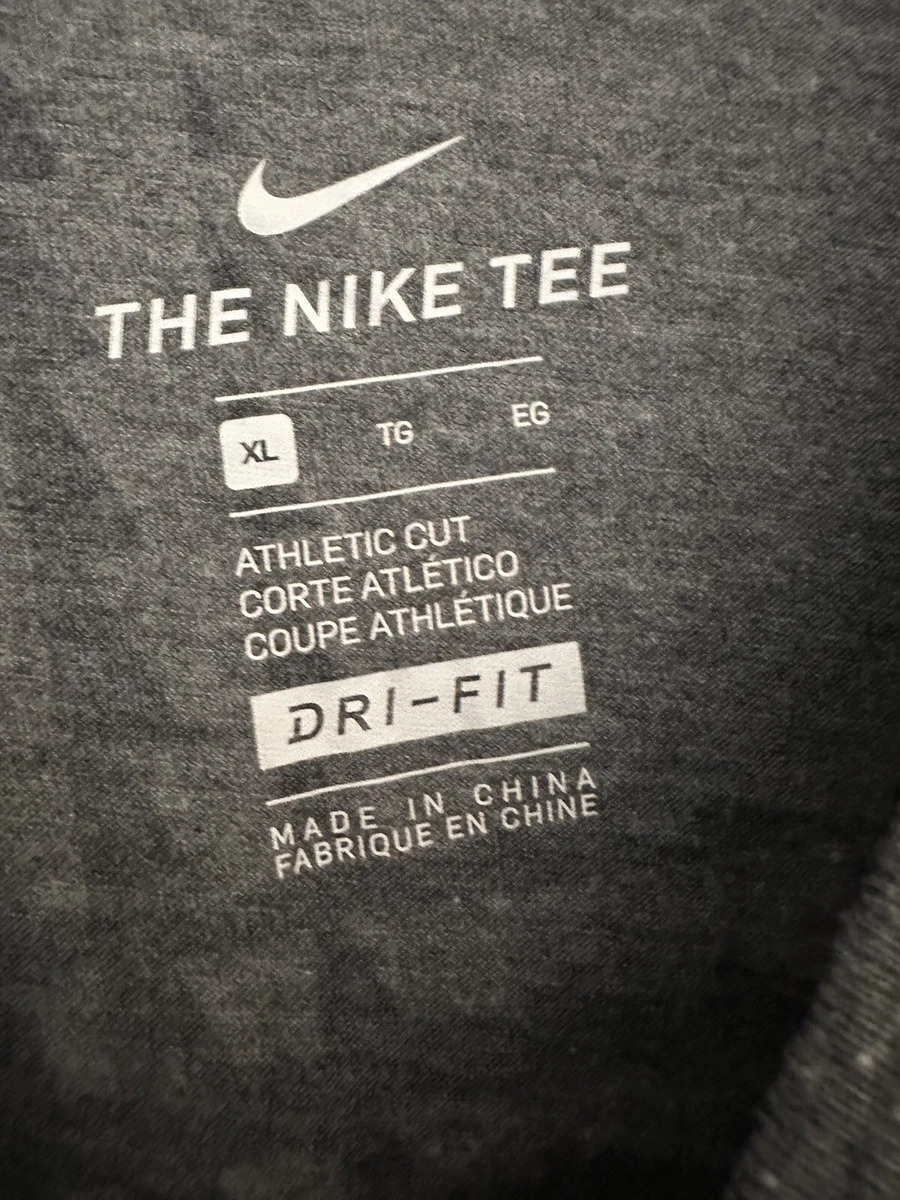 THE NIKE TEE
XL TG EG
ATHLETIC CUT
CORTE ATLÉTICO
COUPE ATHLÉTIQUE
DRI-FIT
MADE IN CHINA
FABRIQUE EN CHINE